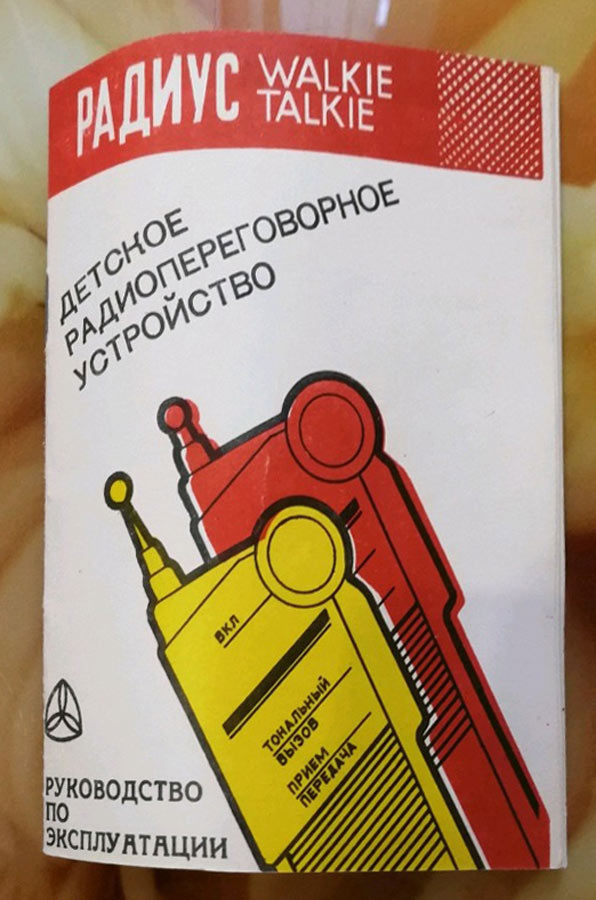 РАДИУС WALKIE
TALKIE
ДЕТСКОЕ
РАДИОПЕРЕГОВОРНОЕ
УСТРОЙСТВО
ВКЛ
ТОНАЛЬНЫЙ
ВЫЗОВ
ПРИЕМ
ПЕРЕДАЧА
РУКОВОДСТВО
ПО
ЭКСПЛУАТАЦИИ